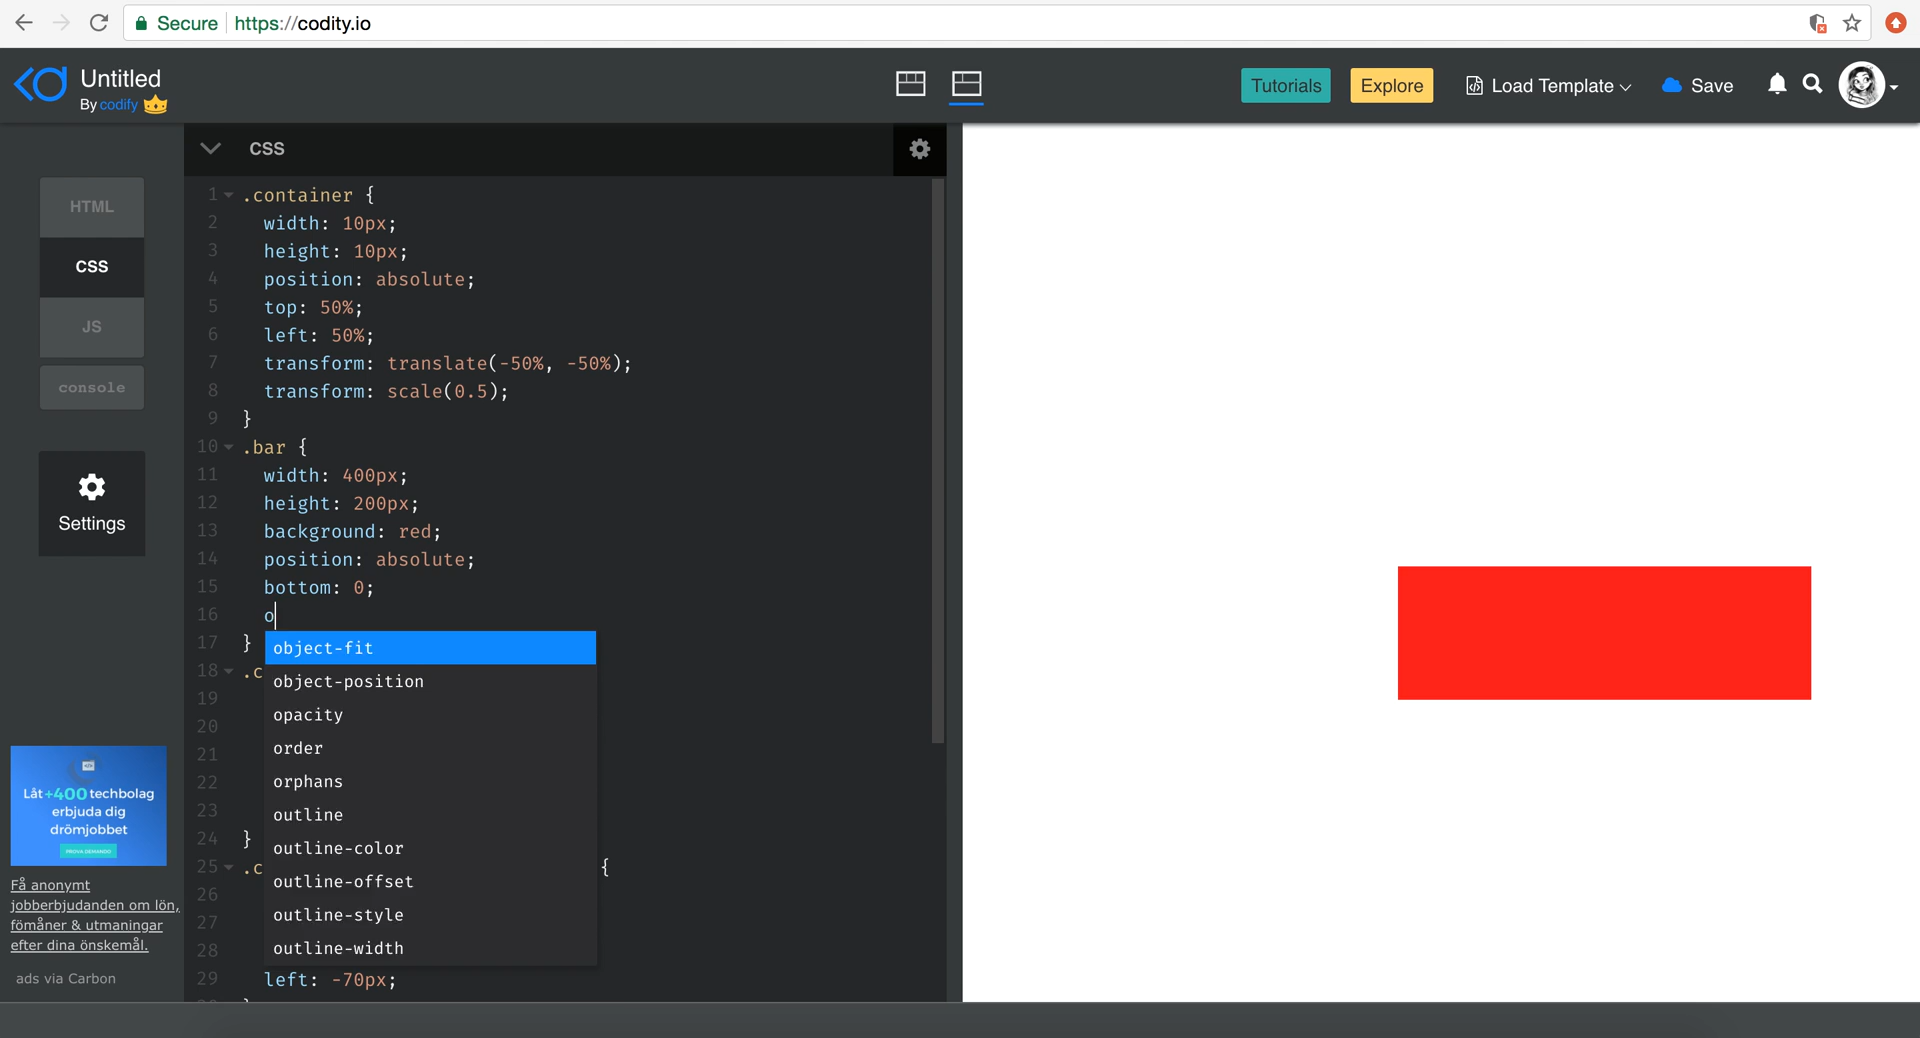 Secure https://codity.io
Untitled
By codify
Tutorials
Explore
Load Template
Save
HTML
CSS
JS
console
Settings
Låt +400 techbolag
erbjuda dig
drömjobbet
PROVA DEMANDO
Få anonymt
jobberbjudanden om lön,
fömåner & utmaningar
efter dina önskemål.
ads via Carbon
CSS
1 .container {
2 width: 10px;
3 height: 10px;
4 position: absolute;
5 top: 50%;
6 left: 50%;
7 transform: translate(-50%, -50%);
8 transform: scale(0.5);
9 }
10 .bar {
11 width: 400px;
12 height: 200px;
13 background: red;
14 position: absolute;
15 bottom: 0;
16 o
17 }
object-fit
18 .c
object-position
19
opacity
20
order
21
orphans
22
outline
23
24 }
outline-color
25 .c {
outline-offset
26
outline-style
27
outline-width
28
29 left: -70px;